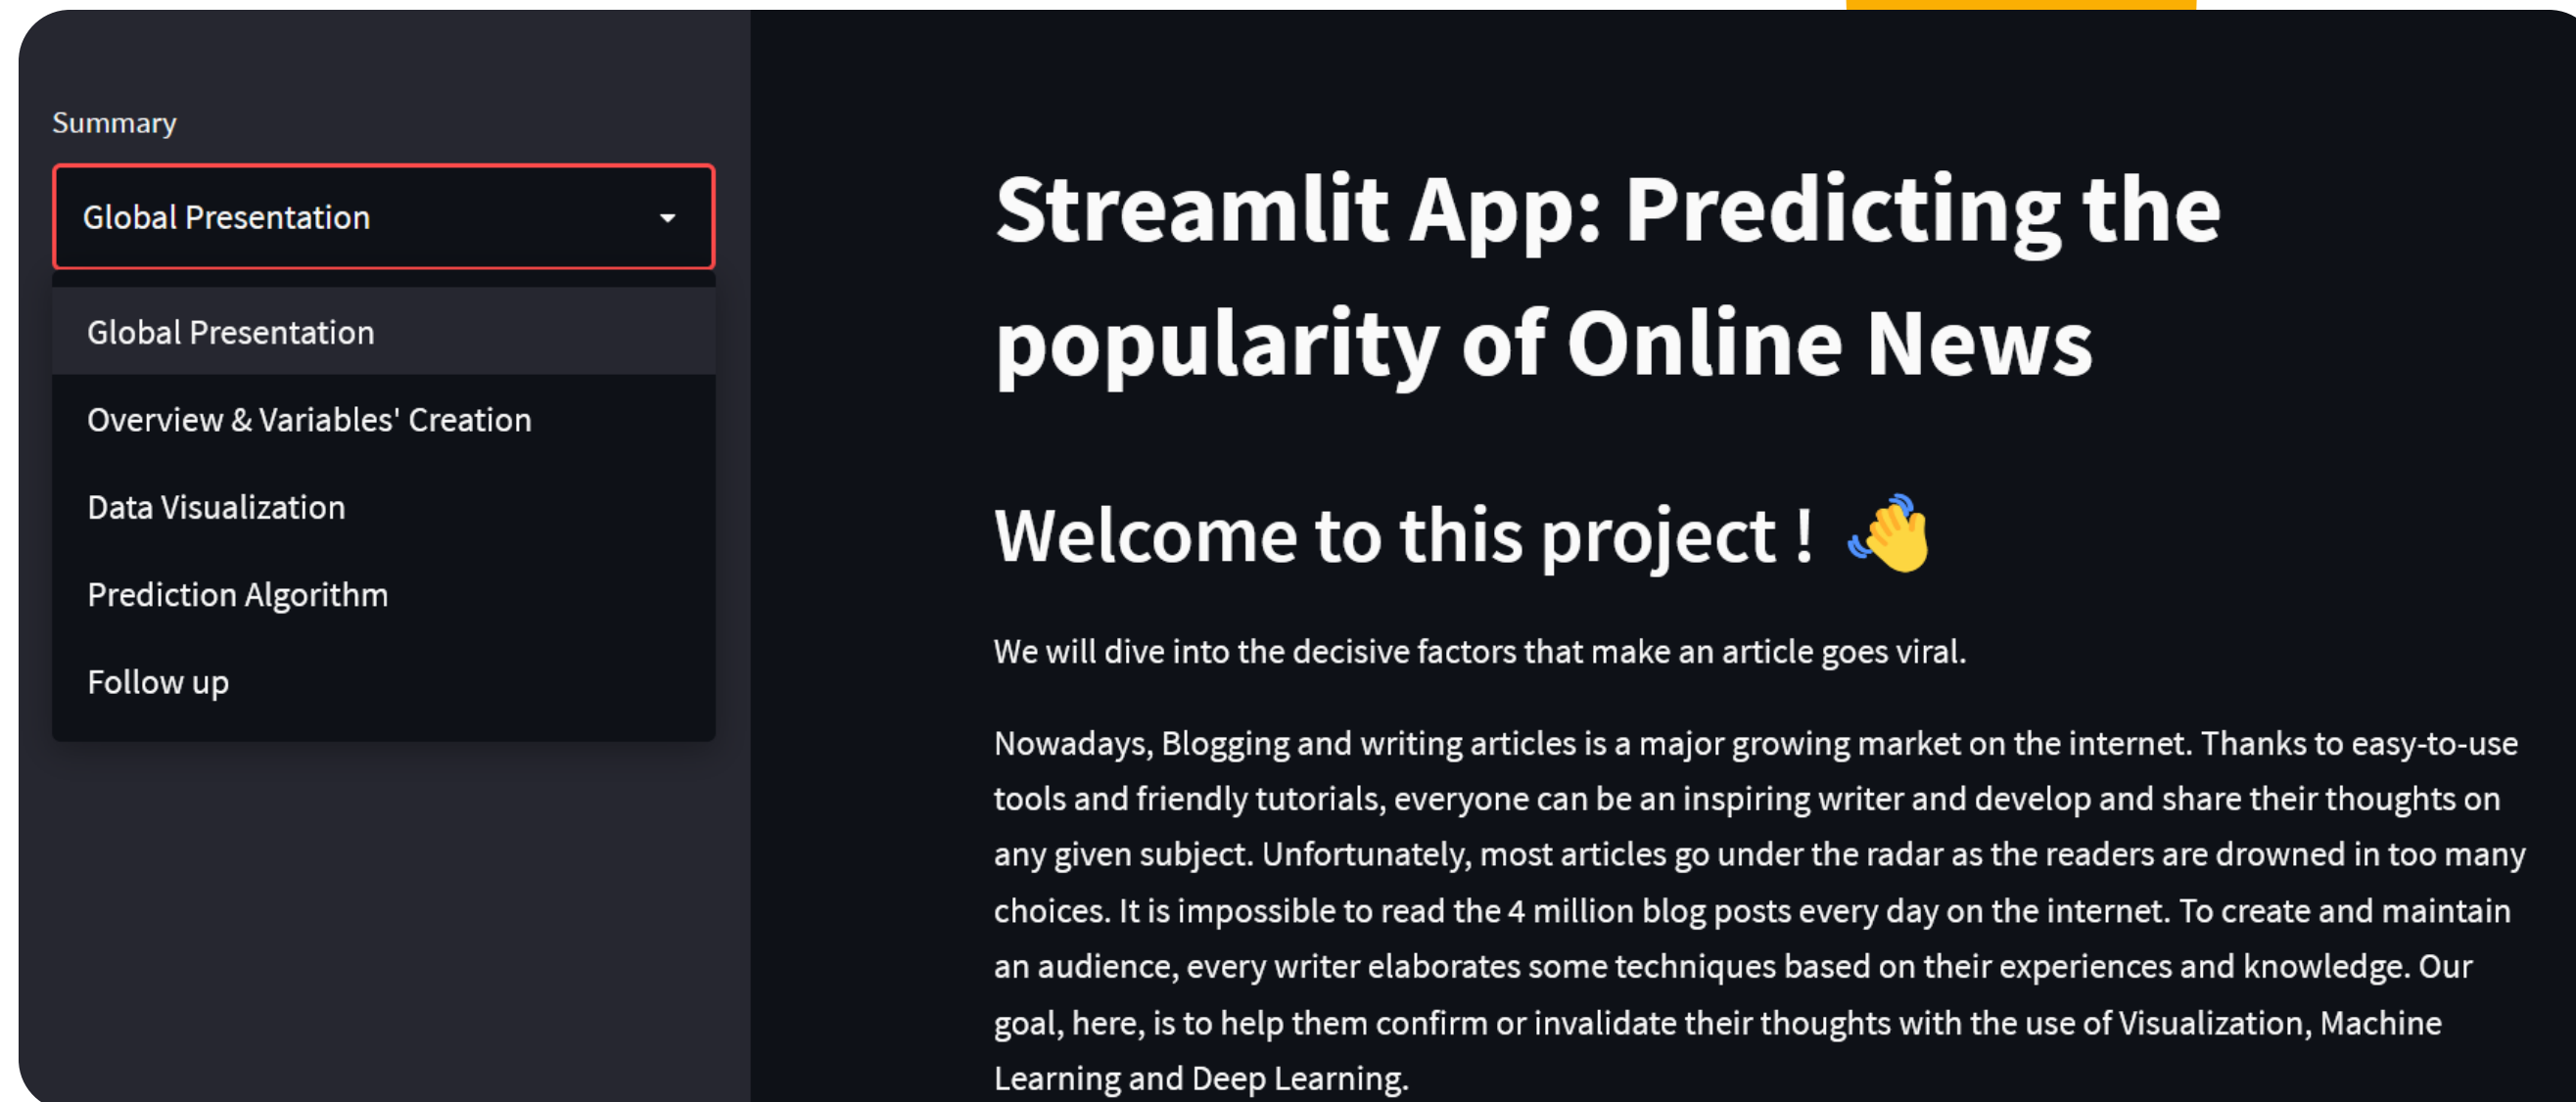 Summary
Global Presentation
Global Presentation
Overview & Variables' Creation
Data Visualization
Prediction Algorithm
Follow up
Streamlit App: Predicting the
popularity of Online News
Welcome to this project ! 👋
We will dive into the decisive factors that make an article goes viral.
Nowadays, Blogging and writing articles is a major growing market on the internet. Thanks to easy-to-use
tools and friendly tutorials, everyone can be an inspiring writer and develop and share their thoughts on
any given subject. Unfortunately, most articles go under the radar as the readers are drowned in too many
choices. It is impossible to read the 4 million blog posts every day on the internet. To create and maintain
an audience, every writer elaborates some techniques based on their experiences and knowledge. Our
goal, here, is to help them confirm or invalidate their thoughts with the use of Visualization, Machine
Learning and Deep Learning.